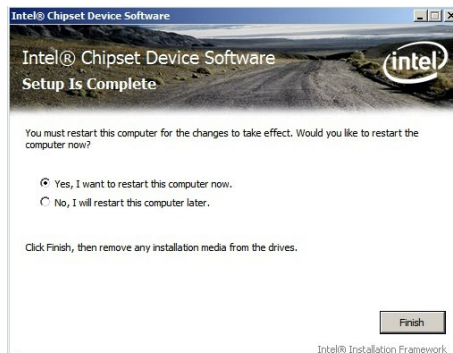 Intel® Chipset Device Software
Intel® Chipset Device Software
intel
Setup Is Complete
You must restart this computer for the changes to take effect. Would you like to restart the
computer now?
Yes, I want to restart this computer now.
No, I will restart this computer later.
Click Finish, then remove any installation media from the drives.
Finish
Intel® Installation Framework